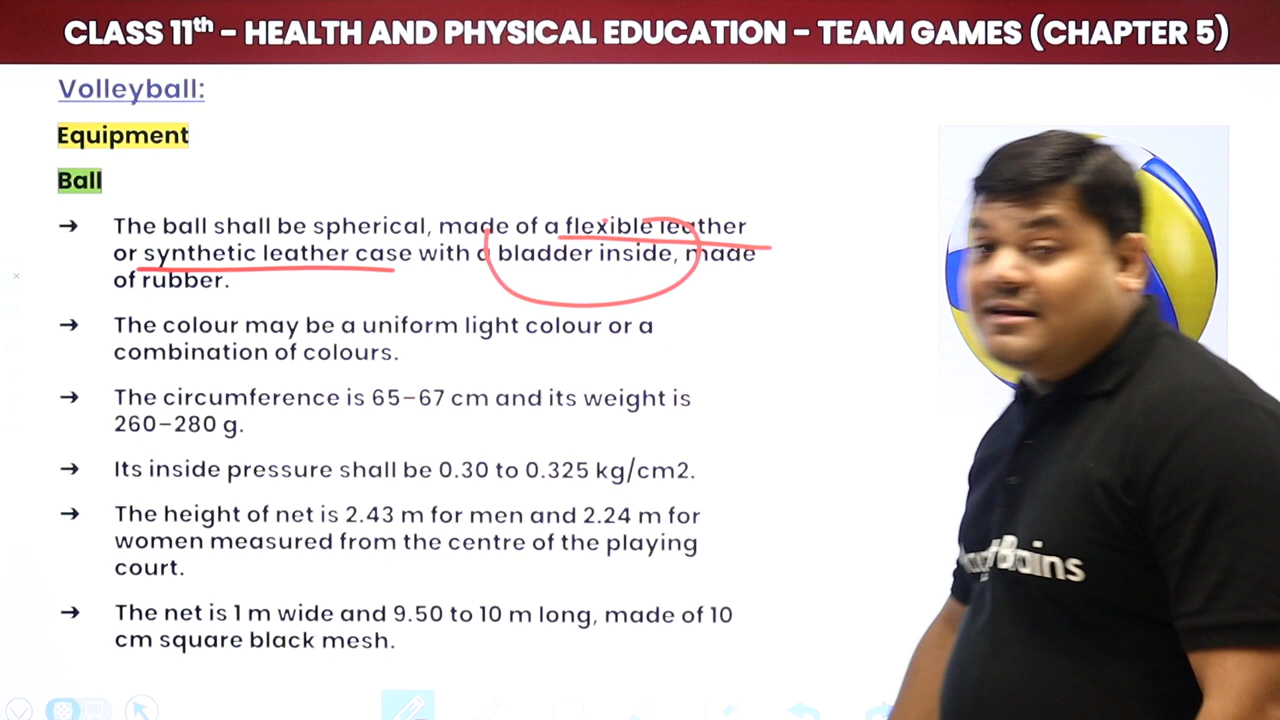 CLASS 11th – HEALTH AND PHYSICAL EDUCATION – TEAM GAMES (CHAPTER 5)
Volleyball:
Equipment
Ball
→ The ball shall be spherical, made of a flexible leather
or synthetic leather case with a bladder inside, made
of rubber.
→ The colour may be a uniform light colour or a
combination of colours.
→ The circumference is 65–67 cm and its weight is
260–280 g.
→ Its inside pressure shall be 0.30 to 0.325 kg/cm2.
→ The height of net is 2.43 m for men and 2.24 m for
women measured from the centre of the playing
court.
→ The net is 1 m wide and 9.50 to 10 m long, made of 10
cm square black mesh.
Brains